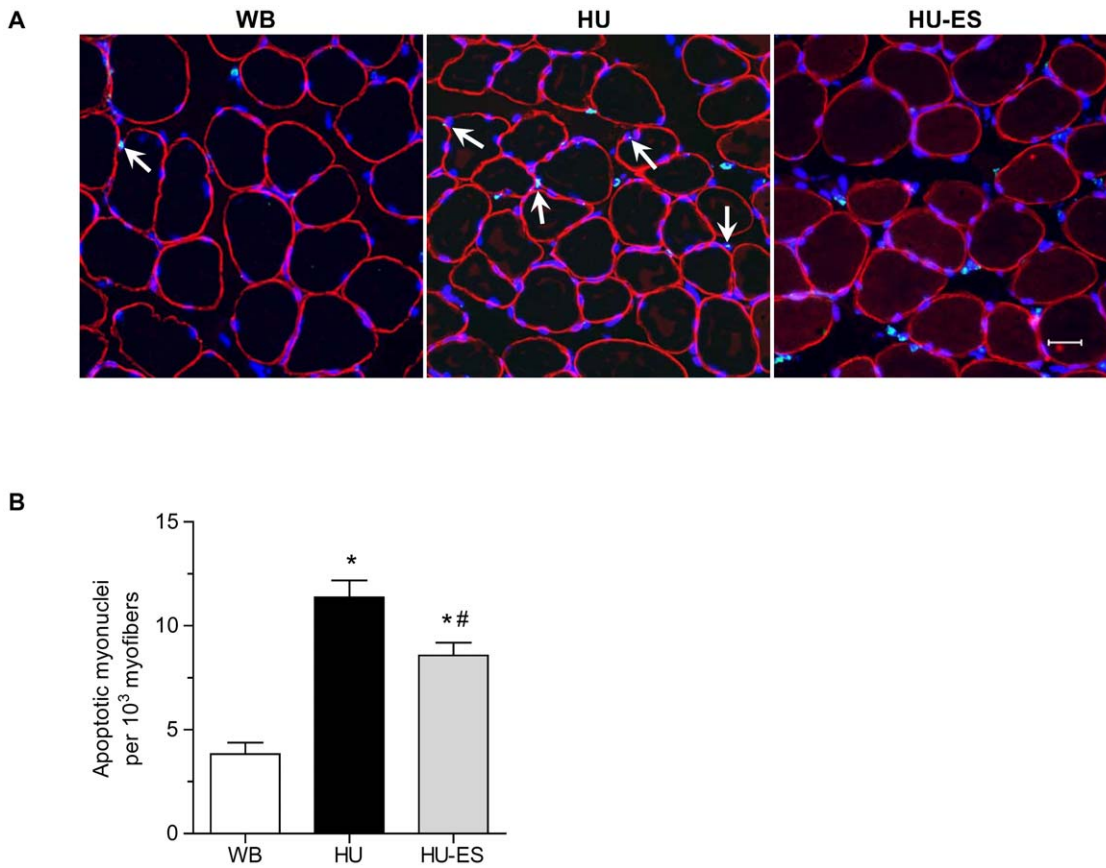 A
WB
HU
HU-ES
B
15
10
5
0
Apoptotic myonuclei
per 10³ myofibers
*
* #
WB
HU
HU-ES